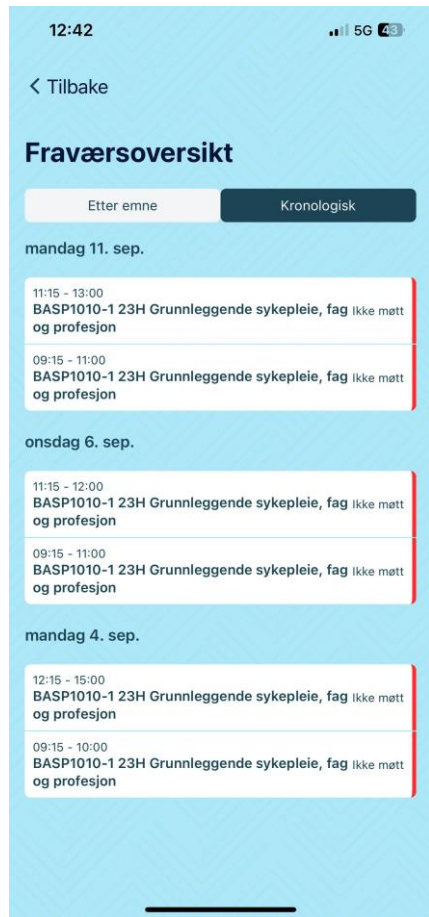 12:42
5G 43
Tilbake
Fraværsoversikt
Etter emne
Kronologisk
mandag 11. sep.
11:15 - 13:00
BASP1010-1 23H Grunnleggende sykepleie, fag Ikke møtt
og profesjon
09:15 - 11:00
BASP1010-1 23H Grunnleggende sykepleie, fag Ikke møtt
og profesjon
onsdag 6. sep.
11:15 - 12:00
BASP1010-1 23H Grunnleggende sykepleie, fag Ikke møtt
og profesjon
09:15 - 11:00
BASP1010-1 23H Grunnleggende sykepleie, fag Ikke møtt
og profesjon
mandag 4. sep.
12:15 - 15:00
BASP1010-1 23H Grunnleggende sykepleie, fag Ikke møtt
og profesjon
09:15 - 10:00
BASP1010-1 23H Grunnleggende sykepleie, fag Ikke møtt
og profesjon